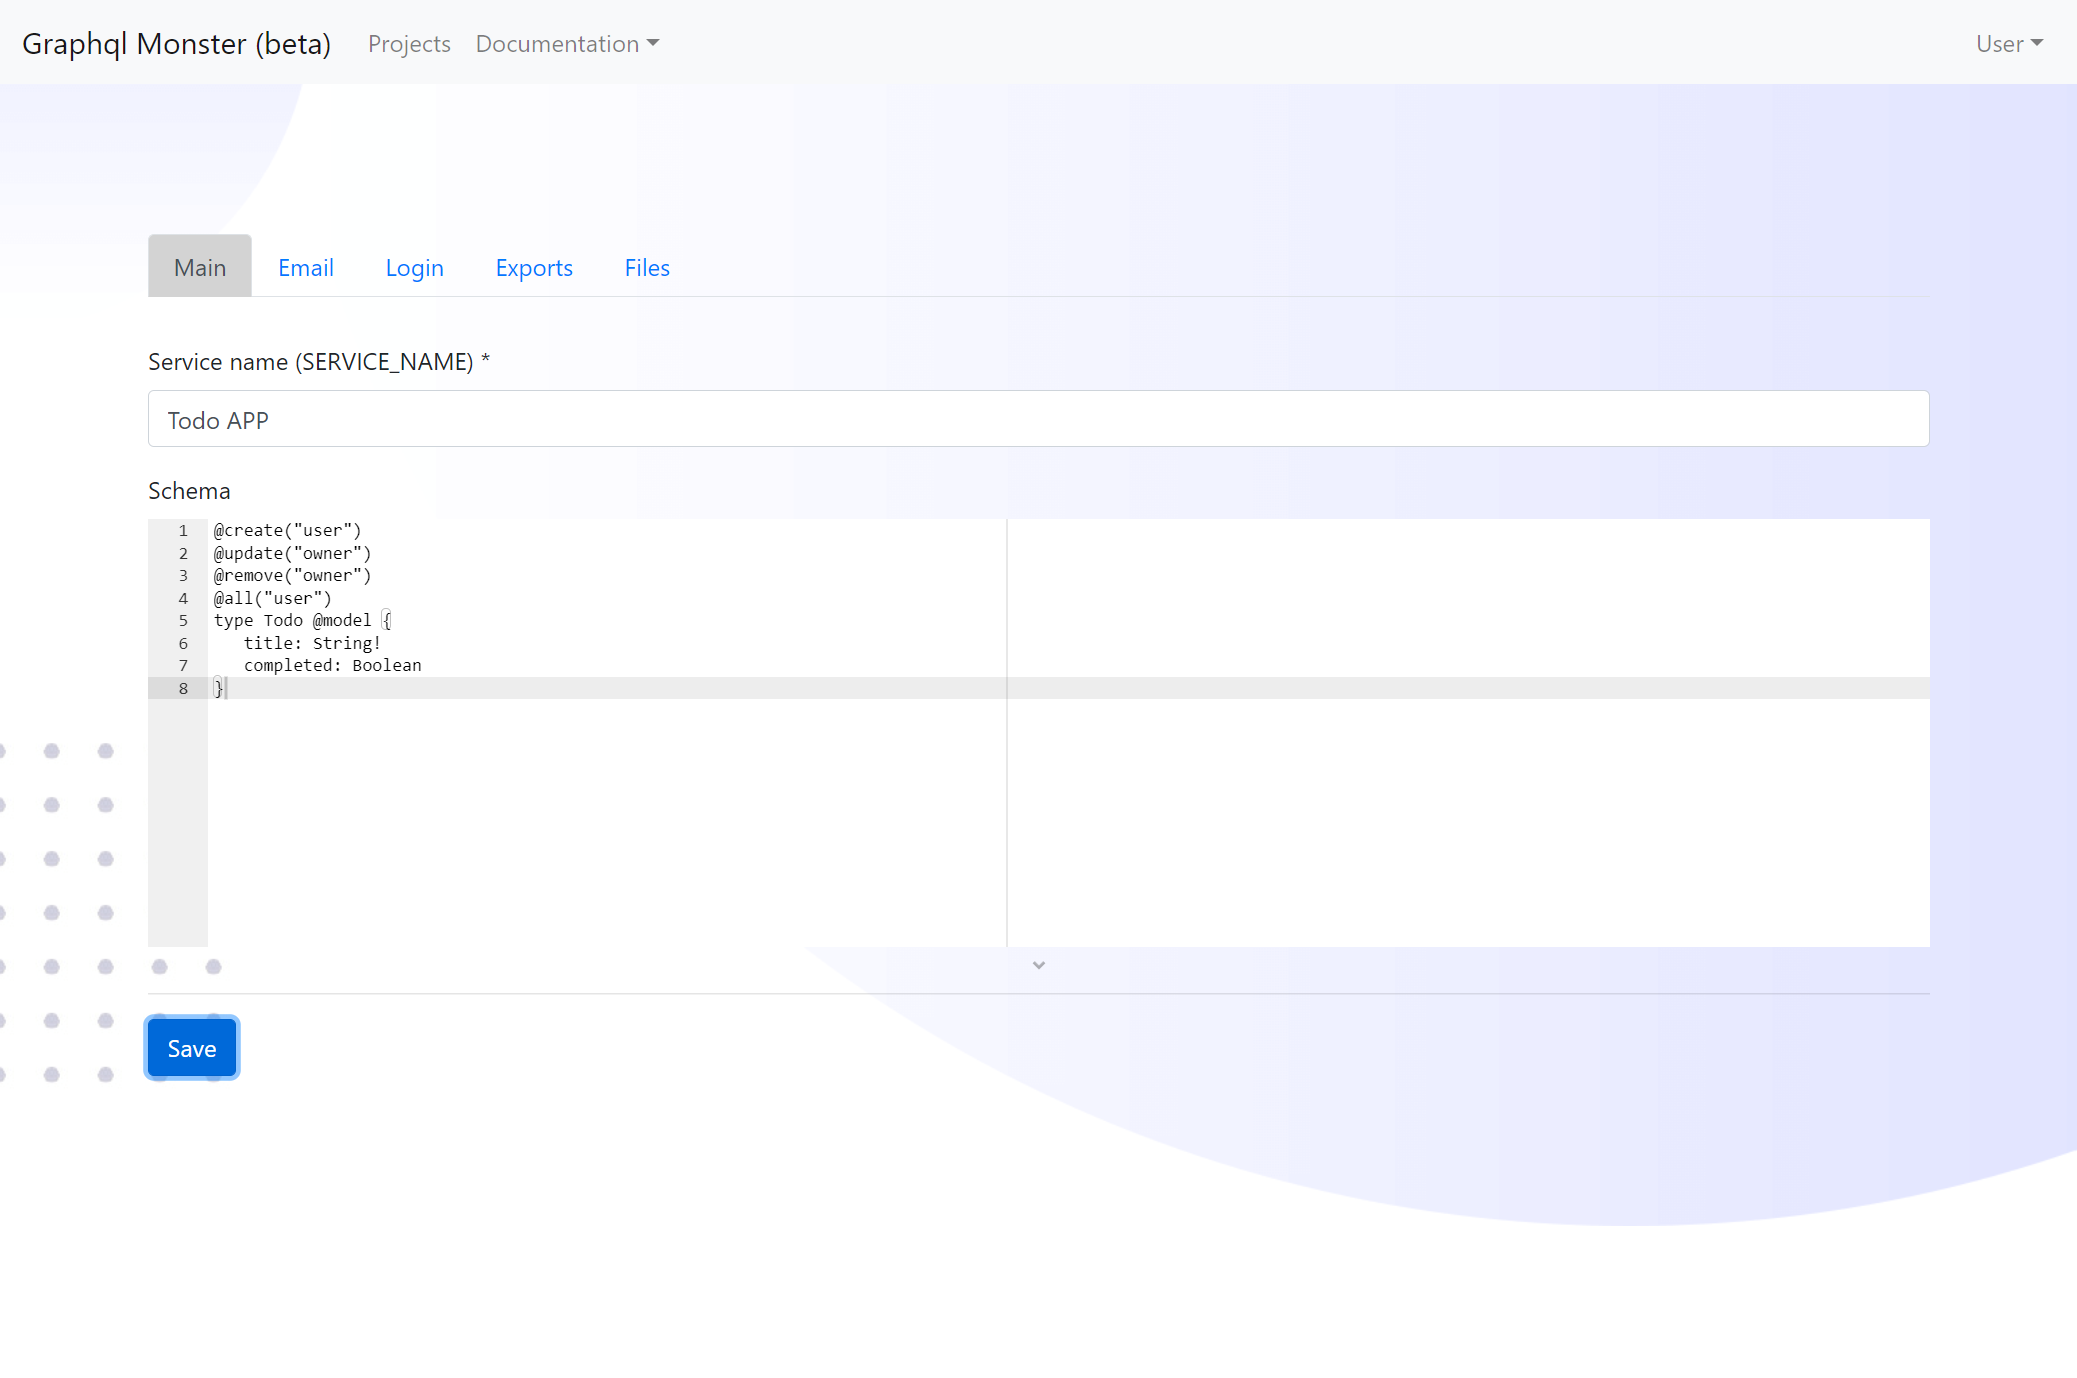 Graphql Monster (beta) Projects Documentation User
Main Email Login Exports Files
Service name (SERVICE_NAME) *
Todo APP
Schema
1 @create("user")
2 @update("owner")
3 @remove("owner")
4 @all("user")
5 type Todo @model {
6 title: String!
7 completed: Boolean
8 }
Save